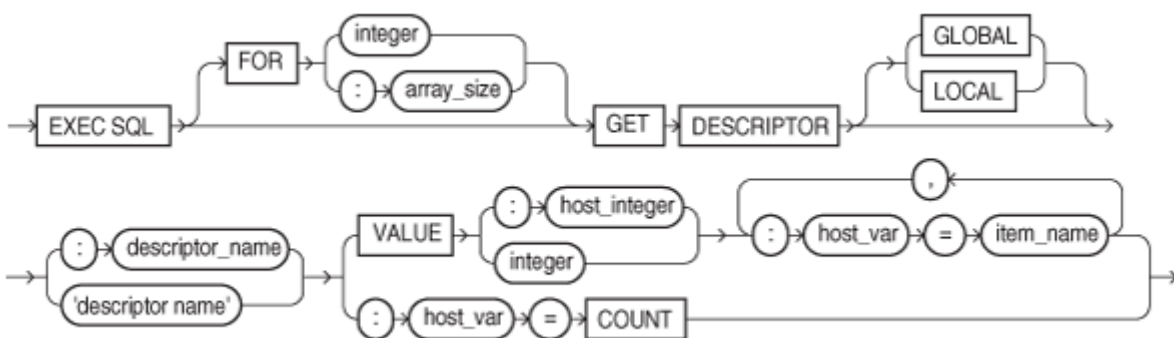 integer
GLOBAL
FOR
: array_size
LOCAL
EXEC SQL
GET DESCRIPTOR
,
: host_integer
: descriptor_name
VALUE
: host_var = item_name
integer
'descriptor name'
: host_var = COUNT